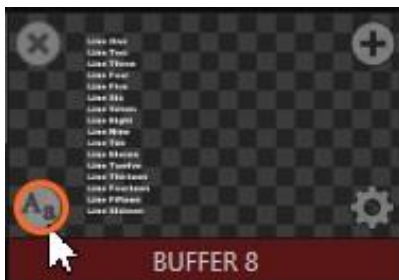 Line One
Line Two
Line Three
Line Four
Line Five
Line Six
Line Seven
Line Eight
Line Nine
Line Ten
Line Eleven
Line Twelve
Line Thirteen
Line Fourteen
Line Fifteen
Line Sixteen
Aa
BUFFER 8